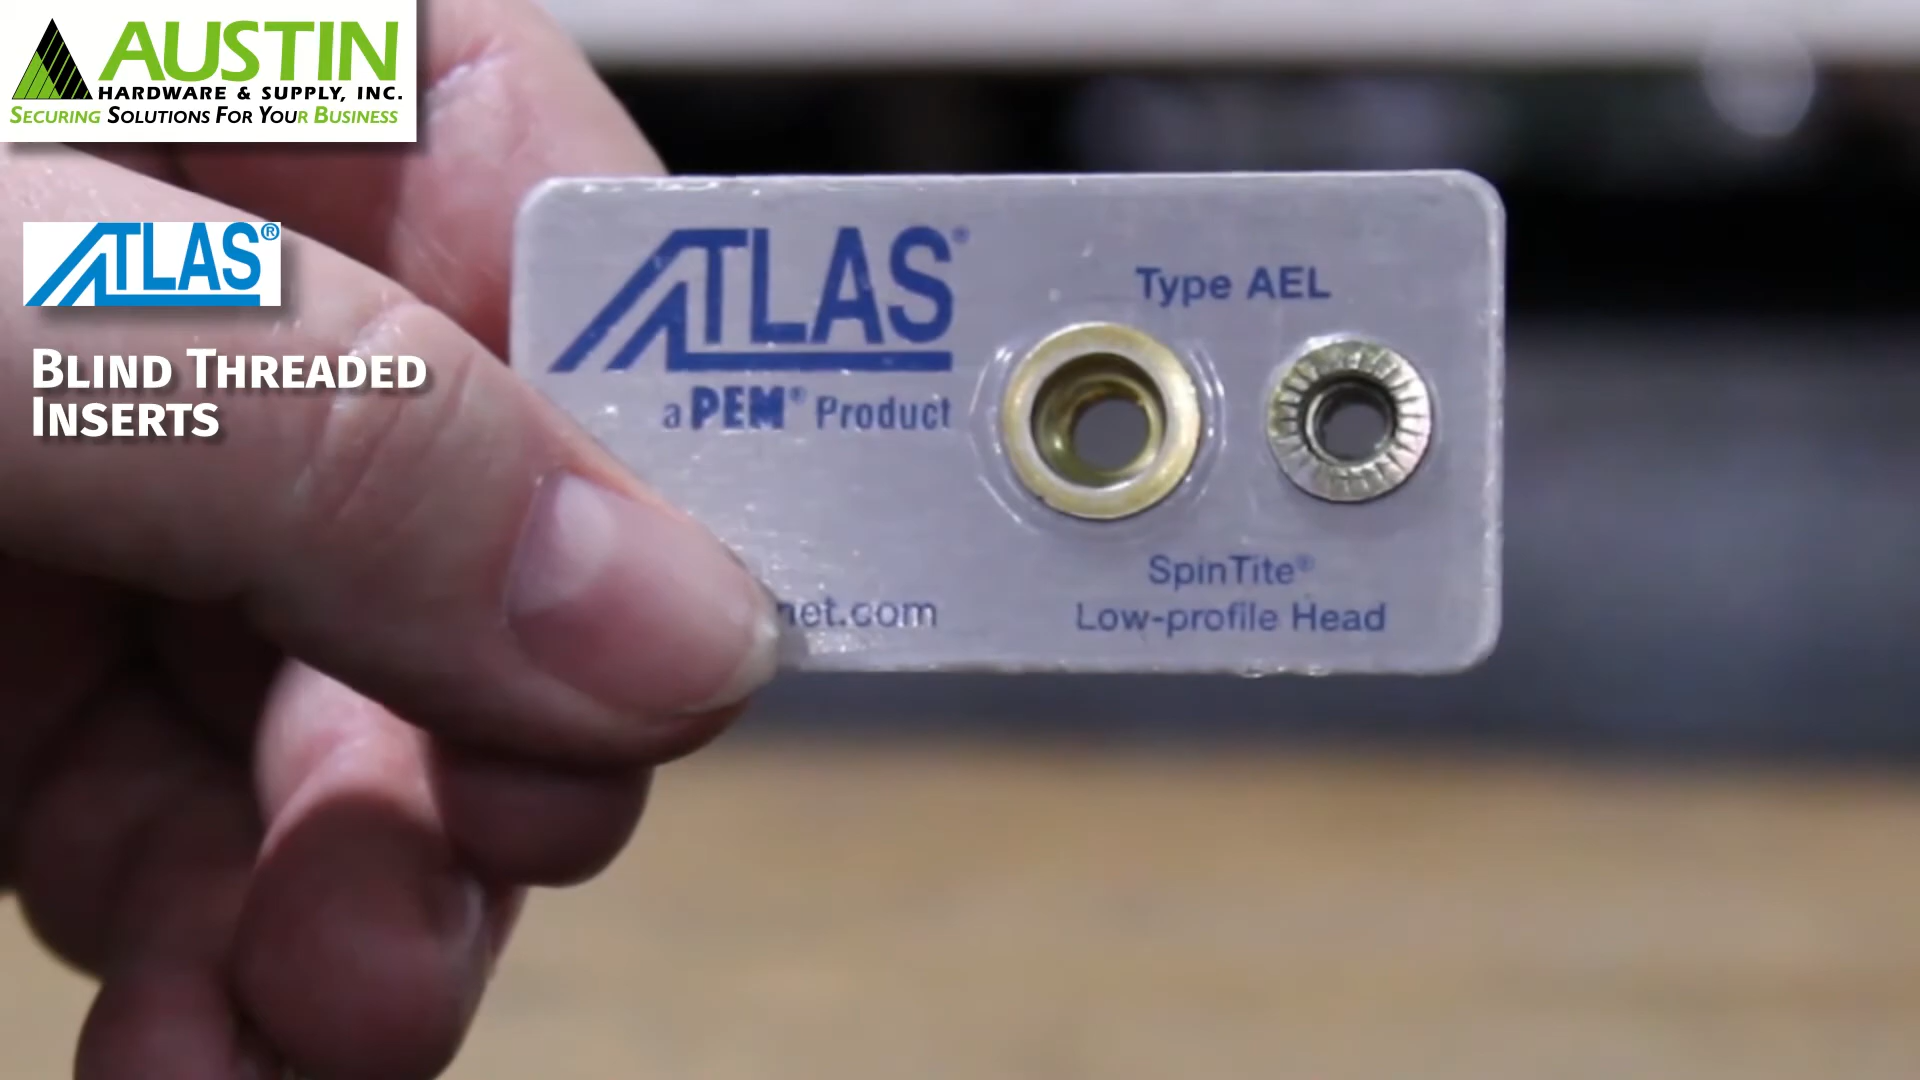 AUSTIN
HARDWARE & SUPPLY, INC.
SECURING SOLUTIONS FOR YOUR BUSINESS
ATLAS®
BLIND THREADED
INSERTS
ATLAS®
a PEM® Product
net.com
Type AEL
SpinTite®
Low-profile Head